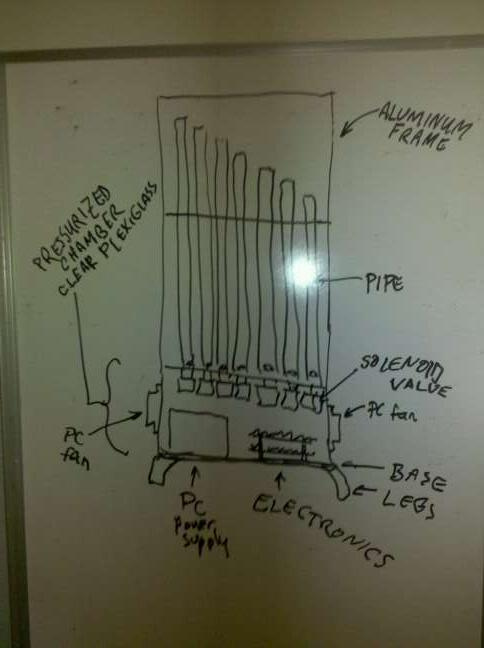 ALUMINUM
FRAME
PRESSURIZED
CHAMBER
CLEAR PLEXIGLASS
PIPE
SOLENOID
VALVE
PC fan
PC
fan
BASE
LEGS
PC
power
supply
ELECTRONICS